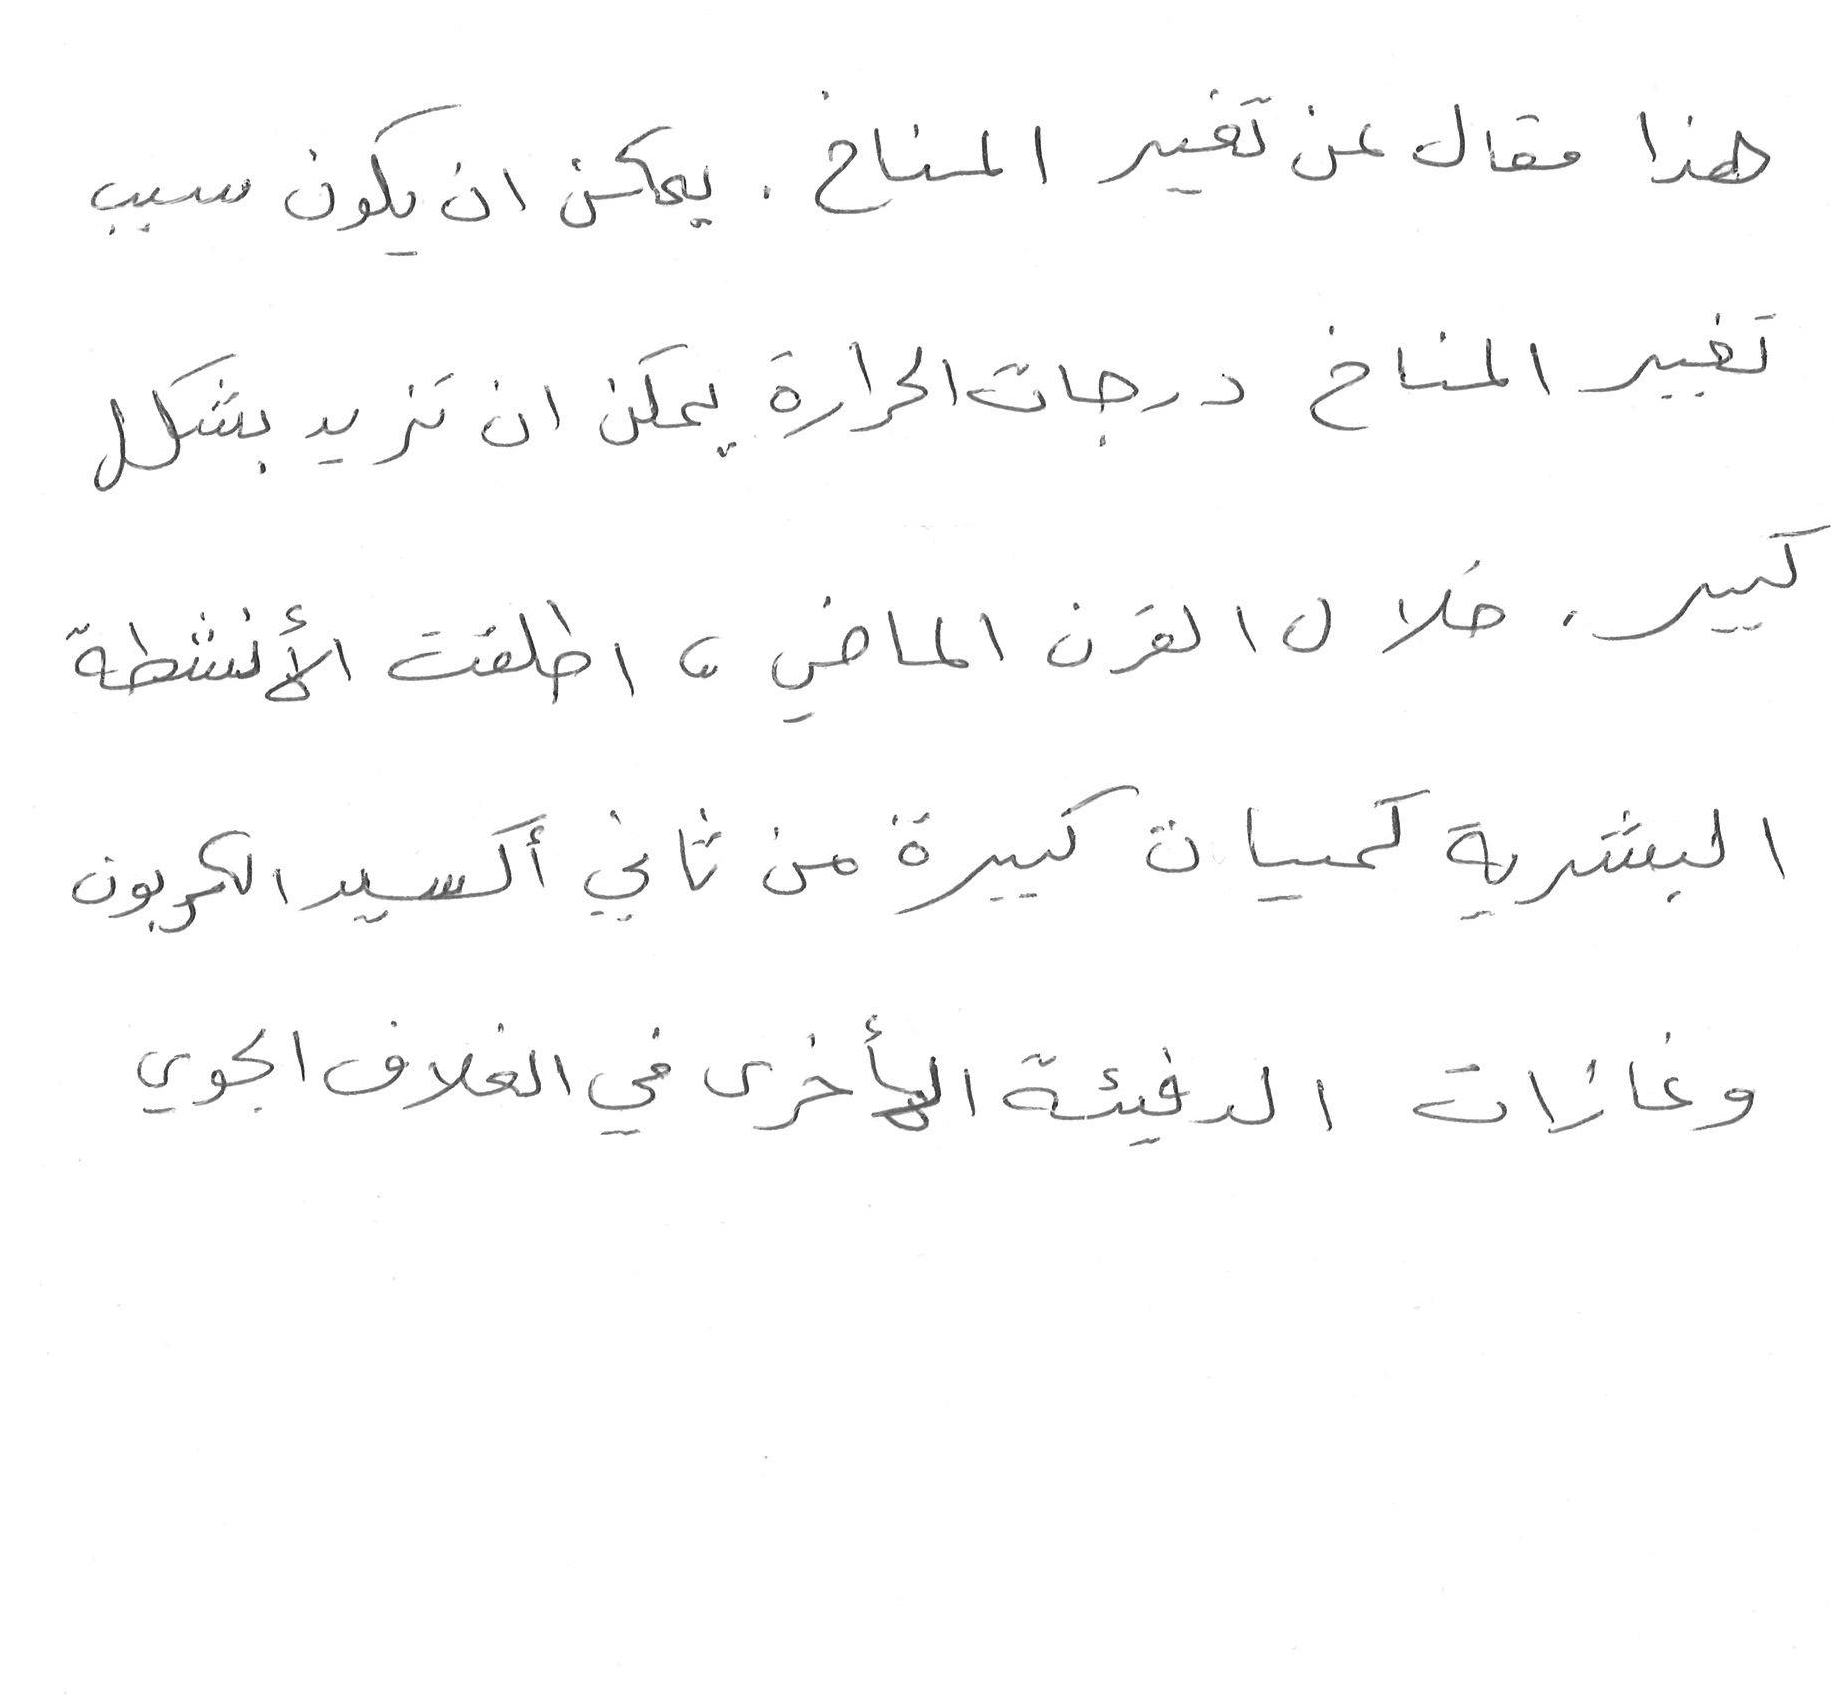 هذا مقال عن تغير المناخ . يمكن ان يكون سبب
تغيير المناخ درجات الحرارة يمكن ان تزيد بشكل
كبير . خلال القرن الماضي ، اطلقت الأنشطة
البشرية كميات كبيرة من ثاني أكسيد الكربون
وغازات الدفيئة الأخرى في الغلاف الجوي